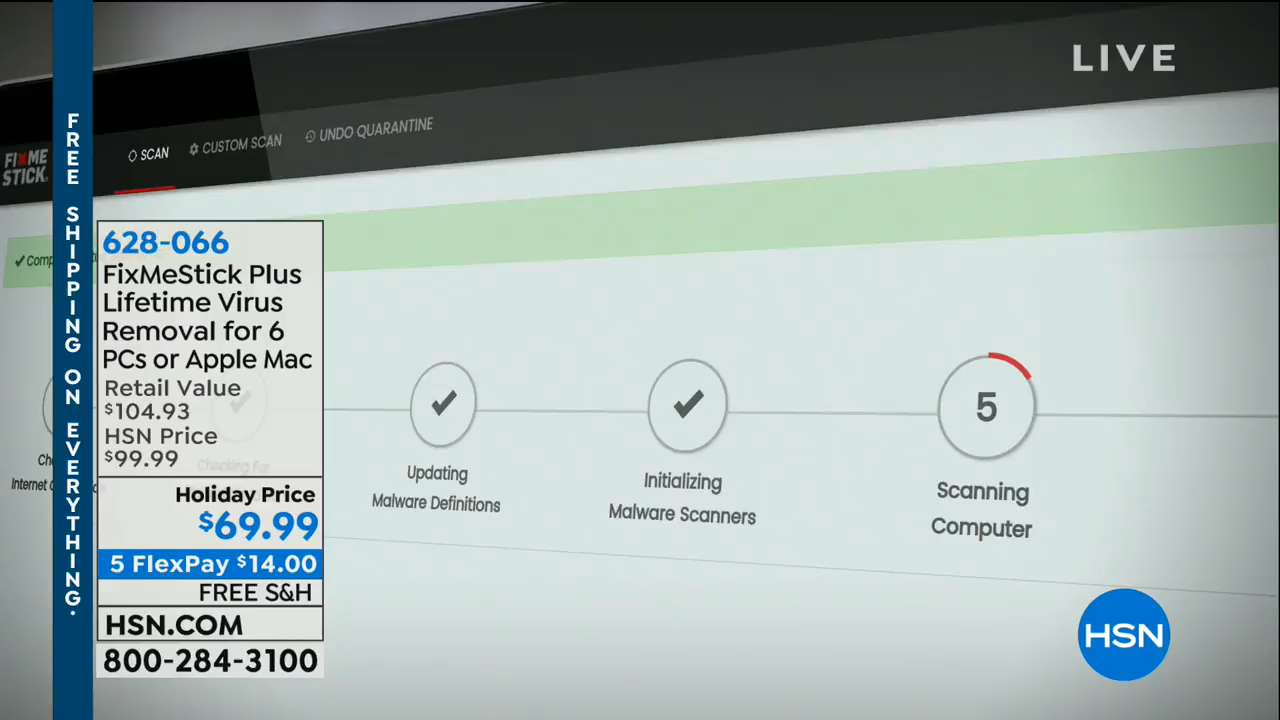 LIVE
FIXME
STICK
SCAN
CUSTOM SCAN
UNDO QUARANTINE
FREE SHIPPING ON EVERYTHING.
628-066
FixMeStick Plus
Lifetime Virus
Removal for 6
PCs or Apple Mac
Retail Value
$104.93
HSN Price
$99.99
Holiday Price
$69.99
5 FlexPay $14.00
FREE S&H
HSN.COM
800-284-3100
Checking For
Updating
Malware Definitions
Initializing
Malware Scanners
5
Scanning
Computer
HSN